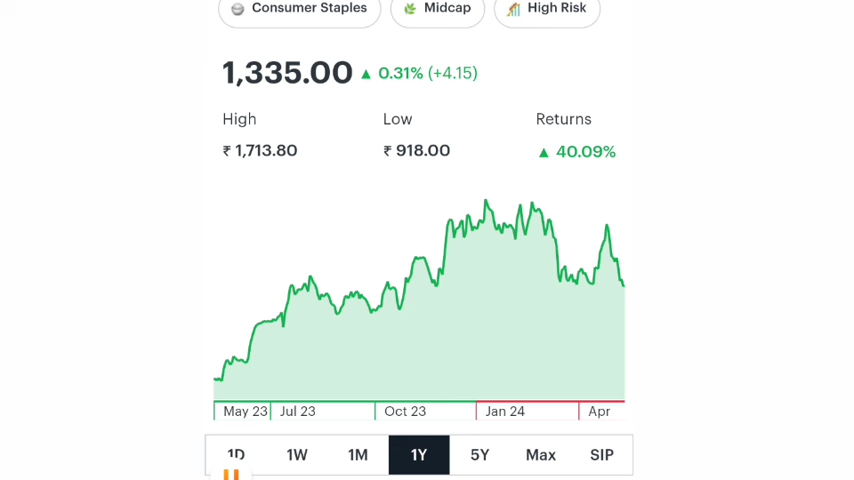 Consumer Staples Midcap High Risk
1,335.00 ▲ 0.31% (+4.15)
High Low Returns
₹ 1,713.80 ₹ 918.00 ▲ 40.09%
May 23 Jul 23 Oct 23 Jan 24 Apr
1D 1W 1M 1Y 5Y Max SIP